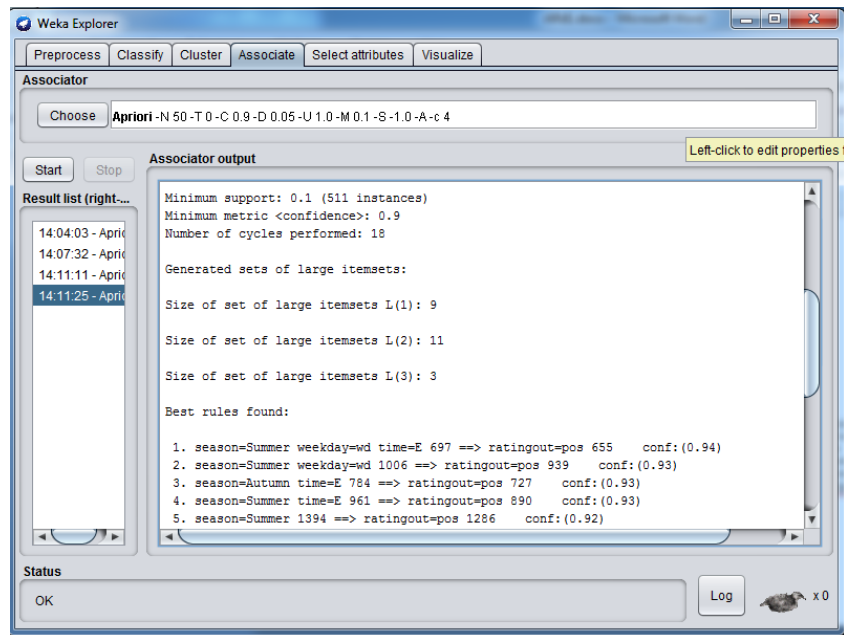 Weka Explorer
Preprocess Classify Cluster Associate Select attributes Visualize
Associator
Choose Apriori -N 50 -T 0 -C 0.9 -D 0.05 -U 1.0 -M 0.1 -S -1.0 -A -c 4
Left-click to edit properties
Start Stop
Result list (right-...
14:04:03 - Apric
14:07:32 - Apric
14:11:11 - Apric
14:11:25 - Apric
Associator output
Minimum support: 0.1 (511 instances)
Minimum metric <confidence>: 0.9
Number of cycles performed: 18
Generated sets of large itemsets:
Size of set of large itemsets L(1): 9
Size of set of large itemsets L(2): 11
Size of set of large itemsets L(3): 3
Best rules found:
1. season=Summer weekday=wd time=E 697 ==> ratingout=pos 655 conf:(0.94)
2. season=Summer weekday=wd 1006 ==> ratingout=pos 939 conf:(0.93)
3. season=Autumn time=E 784 ==> ratingout=pos 727 conf:(0.93)
4. season=Summer time=E 961 ==> ratingout=pos 890 conf:(0.93)
5. season=Summer 1394 ==> ratingout=pos 1286 conf:(0.92)
Status
OK
Log x 0